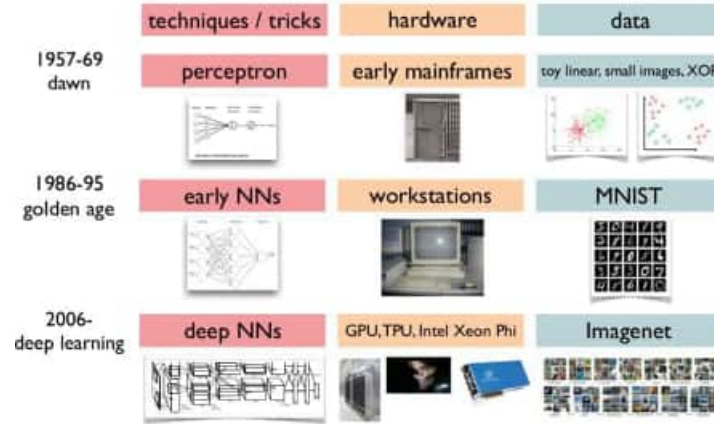 techniques / tricks
hardware
data
1957-69
dawn
perceptron
early mainframes
toy linear, small images, XOR
1986-95
golden age
early NNs
workstations
MNIST
2006-
deep learning
deep NNs
GPU, TPU, Intel Xeon Phi
Imagenet